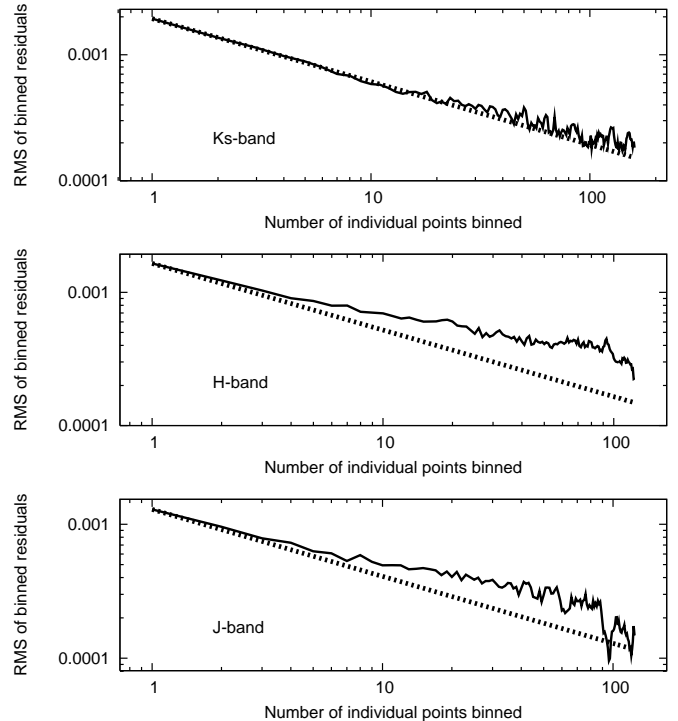 RMS of binned residuals
0.001
0.0001
Ks-band
1 10 100
Number of individual points binned
RMS of binned residuals
0.001
0.0001
H-band
1 10 100
Number of individual points binned
RMS of binned residuals
0.001
0.0001
J-band
1 10 100
Number of individual points binned